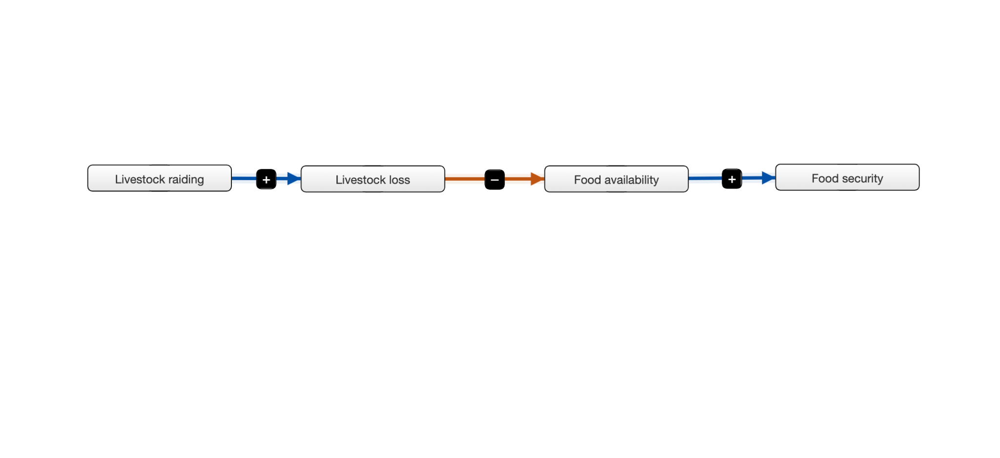 Livestock raiding
+
Livestock loss
–
Food availability
+
Food security